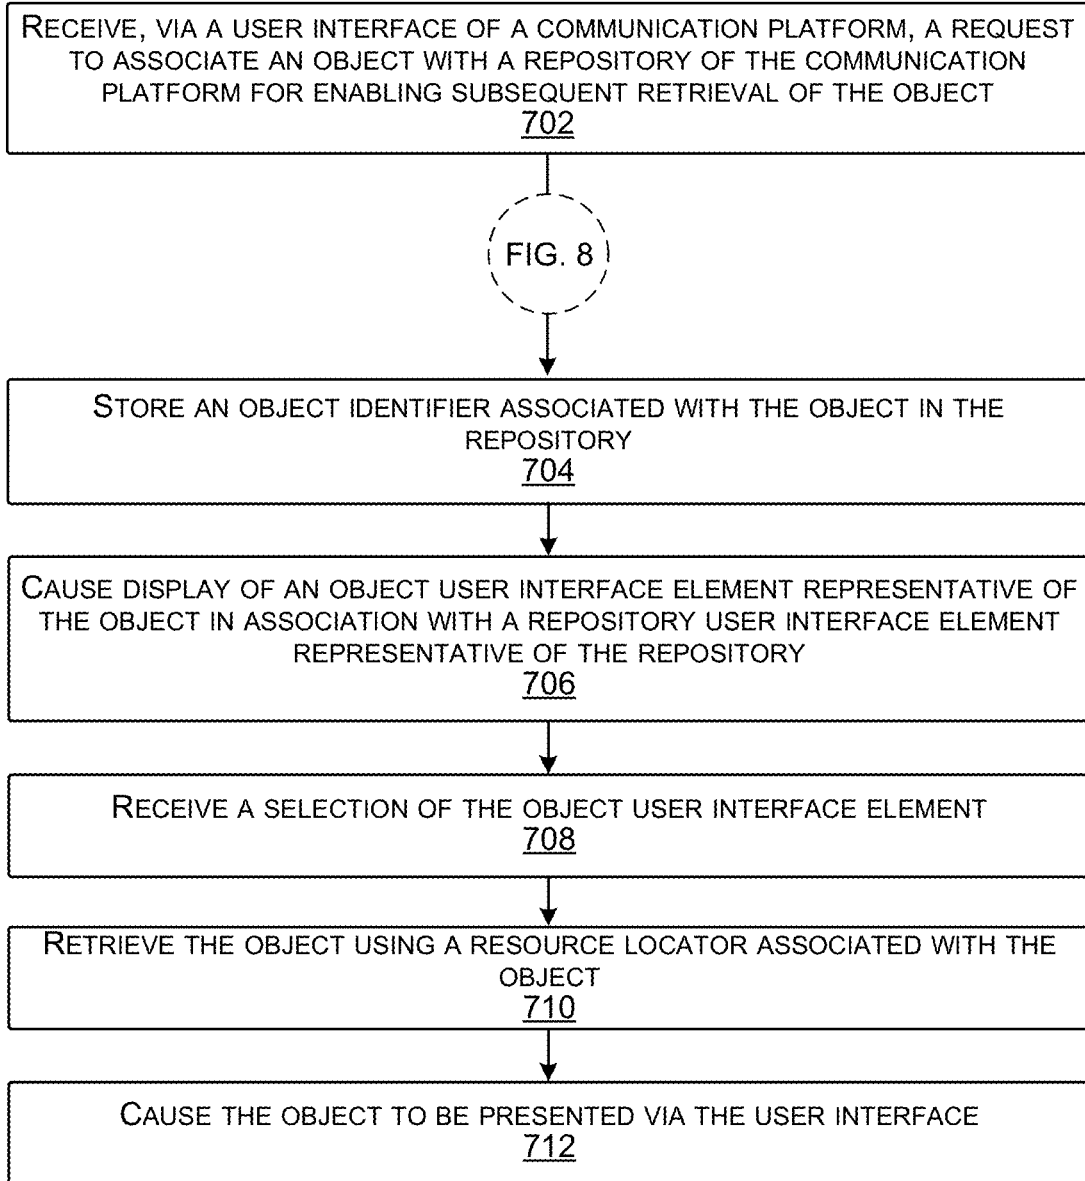 RECEIVE, VIA A USER INTERFACE OF A COMMUNICATION PLATFORM, A REQUEST
TO ASSOCIATE AN OBJECT WITH A REPOSITORY OF THE COMMUNICATION
PLATFORM FOR ENABLING SUBSEQUENT RETRIEVAL OF THE OBJECT
702
FIG. 8
STORE AN OBJECT IDENTIFIER ASSOCIATED WITH THE OBJECT IN THE
REPOSITORY
704
CAUSE DISPLAY OF AN OBJECT USER INTERFACE ELEMENT REPRESENTATIVE OF
THE OBJECT IN ASSOCIATION WITH A REPOSITORY USER INTERFACE ELEMENT
REPRESENTATIVE OF THE REPOSITORY
706
RECEIVE A SELECTION OF THE OBJECT USER INTERFACE ELEMENT
708
RETRIEVE THE OBJECT USING A RESOURCE LOCATOR ASSOCIATED WITH THE
OBJECT
710
CAUSE THE OBJECT TO BE PRESENTED VIA THE USER INTERFACE
712